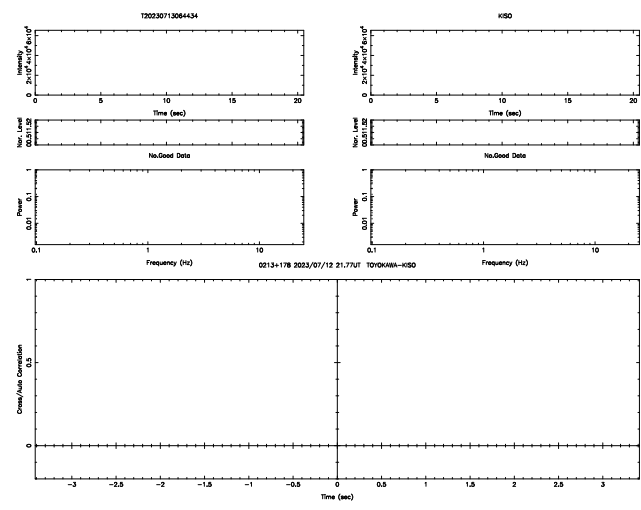 T20230713064434
KISO
Intensity
0 2×10⁴ 4×10⁴ 6×10⁴
0 5 10 15 20
Time (sec)
Intensity
0 2×10⁴ 4×10⁴ 6×10⁴
0 5 10 15 20
Time (sec)
Nor. Level
00.511.52
Nor. Level
00.511.52
No.Good Data
No.Good Data
Power
0.01 0.1 1
0.1 1 10
Frequency (Hz)
Power
0.01 0.1 1
0.1 1 10
Frequency (Hz)
0213+178 2023/07/12 21.77UT TOYOKAWA-KISO
Cross/Auto Correlation
0 0.5 1
-3 -2.5 -2 -1.5 -1 -0.5 0 0.5 1 1.5 2 2.5 3
Time (sec)